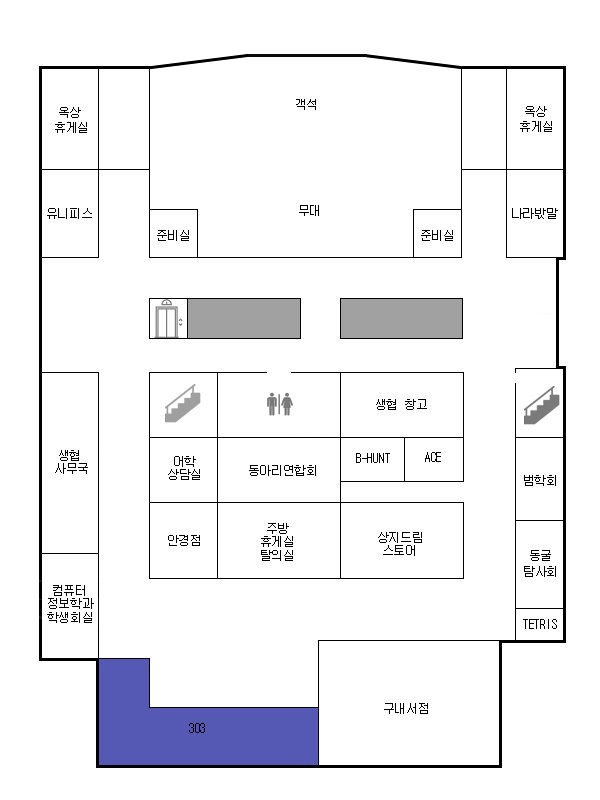 객석
옥상
휴게실
옥상
휴게실
유니피스
무대
나라밖말
준비실
준비실
생협 창고
생협
사무국
어학
상담실
동아리연합회
B-HUNT
ACE
범학회
안경점
주방
휴게실
탈의실
상지드림
스토어
동굴
탐사회
컴퓨터
정보학과
학생회실
TETRIS
303
구내서점